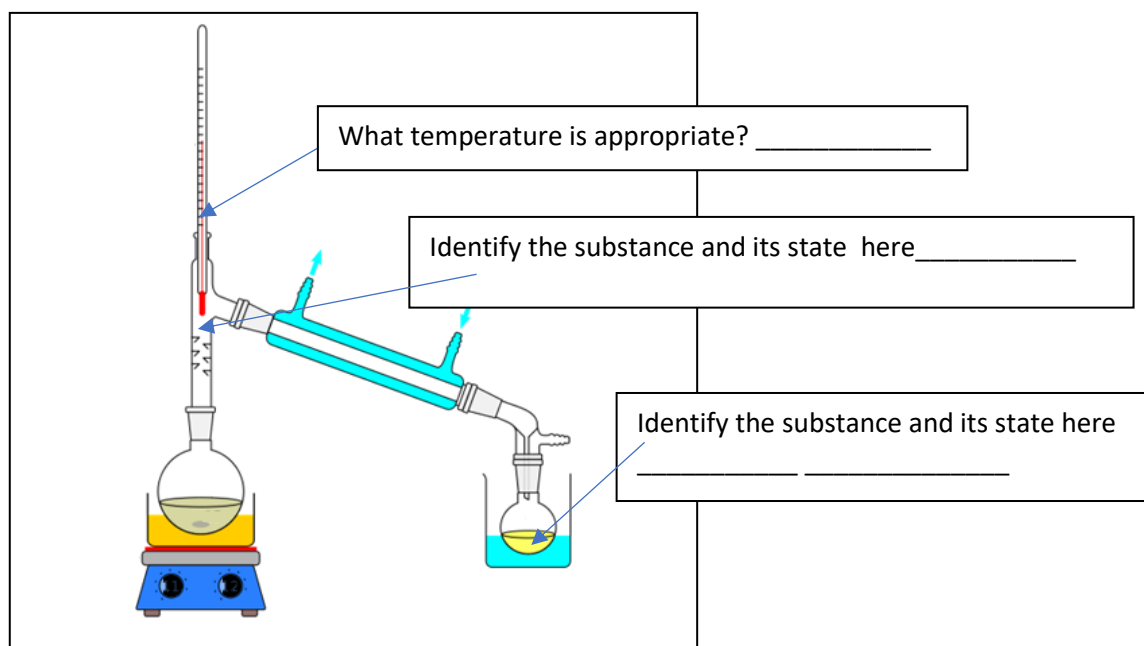 What temperature is appropriate? ____________
Identify the substance and its state  here___________
Identify the substance and its state here
___________ ______________